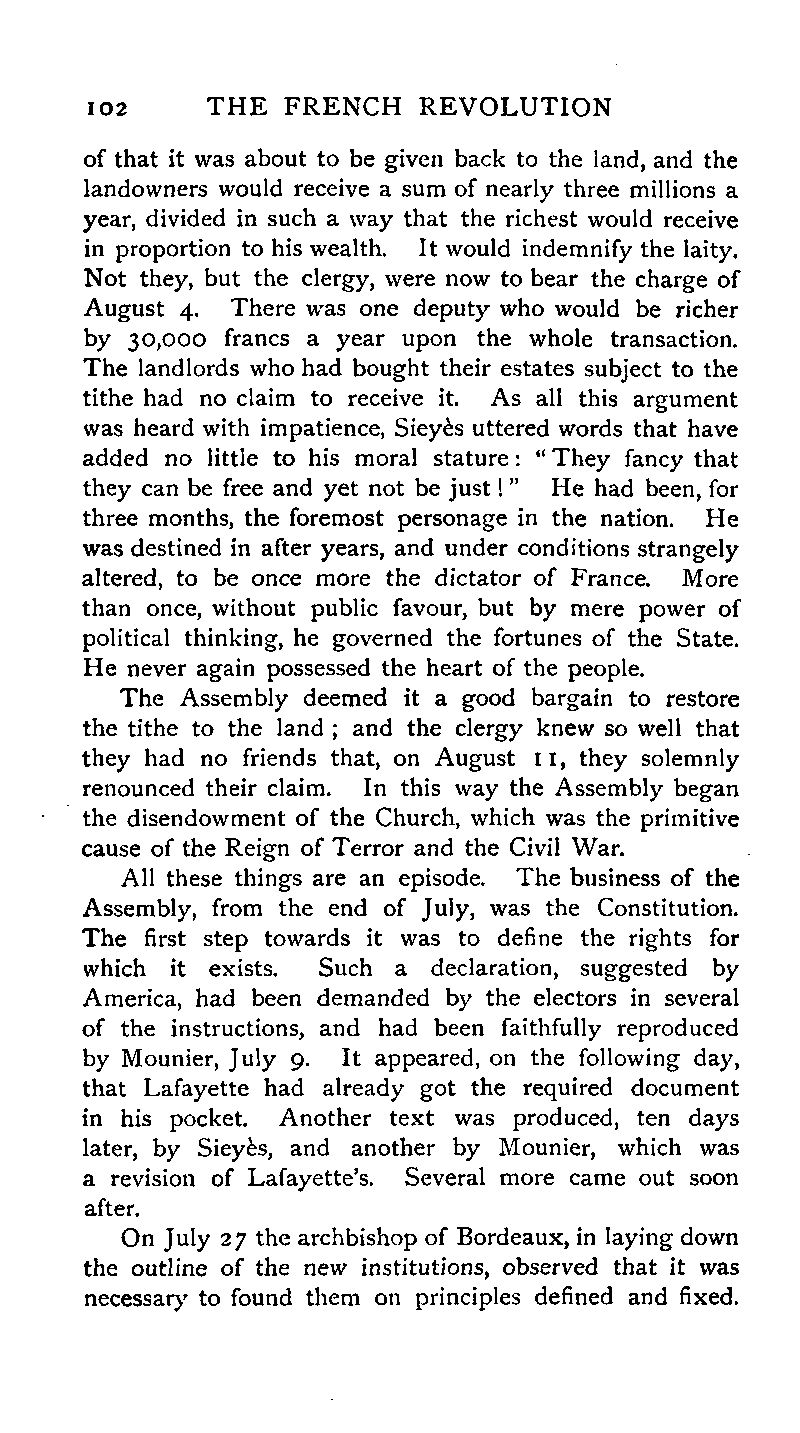 102 THE FRENCH REVOLUTION
of that it was about to be given back to the land, and the
landowners would receive a sum of nearly three millions a
year, divided in such a way that the richest would receive
in proportion to his wealth. It would indemnify the laity.
Not they, but the clergy, were now to bear the charge of
August 4. There was one deputy who would be richer
by 30,000 francs a year upon the whole transaction.
The landlords who had bought their estates subject to the
tithe had no claim to receive it. As all this argument
was heard with impatience, Sieyès uttered words that have
added no little to his moral stature: “They fancy that
they can be free and yet not be just!” He had been, for
three months, the foremost personage in the nation. He
was destined in after years, and under conditions strangely
altered, to be once more the dictator of France. More
than once, without public favour, but by mere power of
political thinking, he governed the fortunes of the State.
He never again possessed the heart of the people.
The Assembly deemed it a good bargain to restore
the tithe to the land; and the clergy knew so well that
they had no friends that, on August 11, they solemnly
renounced their claim. In this way the Assembly began
the disendowment of the Church, which was the primitive
cause of the Reign of Terror and the Civil War.
All these things are an episode. The business of the
Assembly, from the end of July, was the Constitution.
The first step towards it was to define the rights for
which it exists. Such a declaration, suggested by
America, had been demanded by the electors in several
of the instructions, and had been faithfully reproduced
by Mounier, July 9. It appeared, on the following day,
that Lafayette had already got the required document
in his pocket. Another text was produced, ten days
later, by Sieyès, and another by Mounier, which was
a revision of Lafayette's. Several more came out soon
after.
On July 27 the archbishop of Bordeaux, in laying down
the outline of the new institutions, observed that it was
necessary to found them on principles defined and fixed.